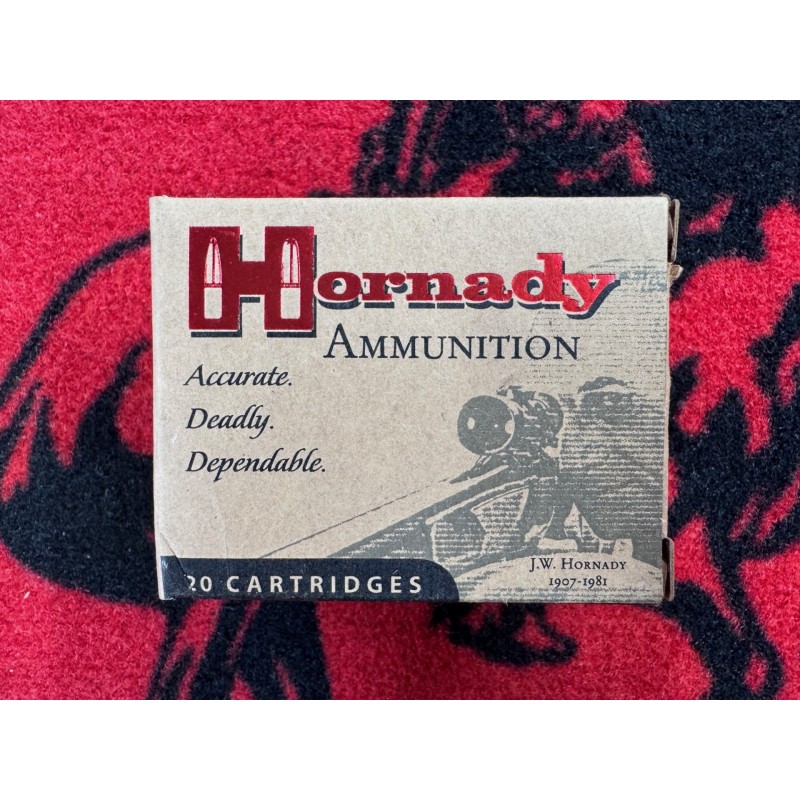 Hornady
AMMUNITION
Accurate.
Deadly.
Dependable.
20 CARTRIDGES
J.W. HORNADY
1907-1981